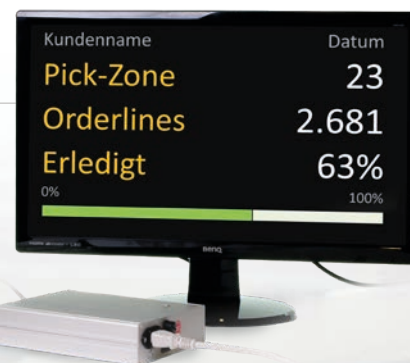 Kundenname Datum
Pick-Zone 23
Orderlines 2.681
Erledigt 63%
0% 100%
BenQ